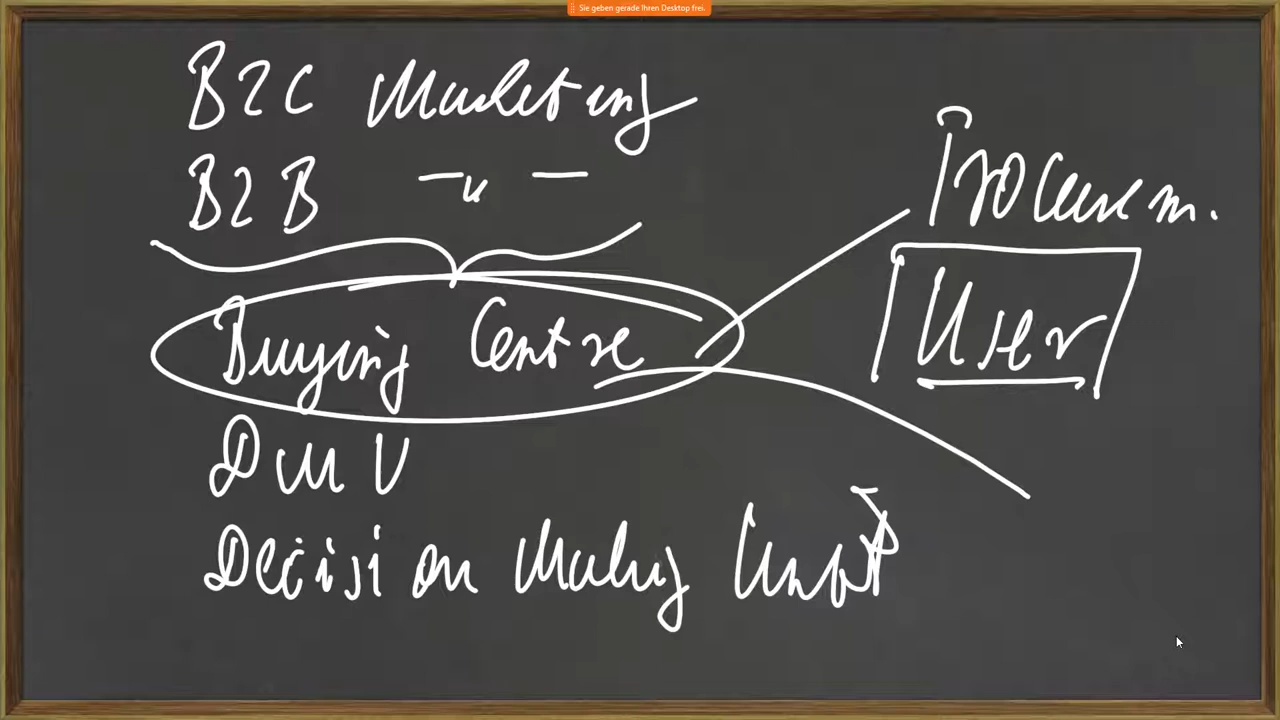 Sie geben gerade Ihren Desktop frei.
B2C Marketing
B2B — " —
Procurem.
User
Buying Centre
DMU
Decision Making Unit